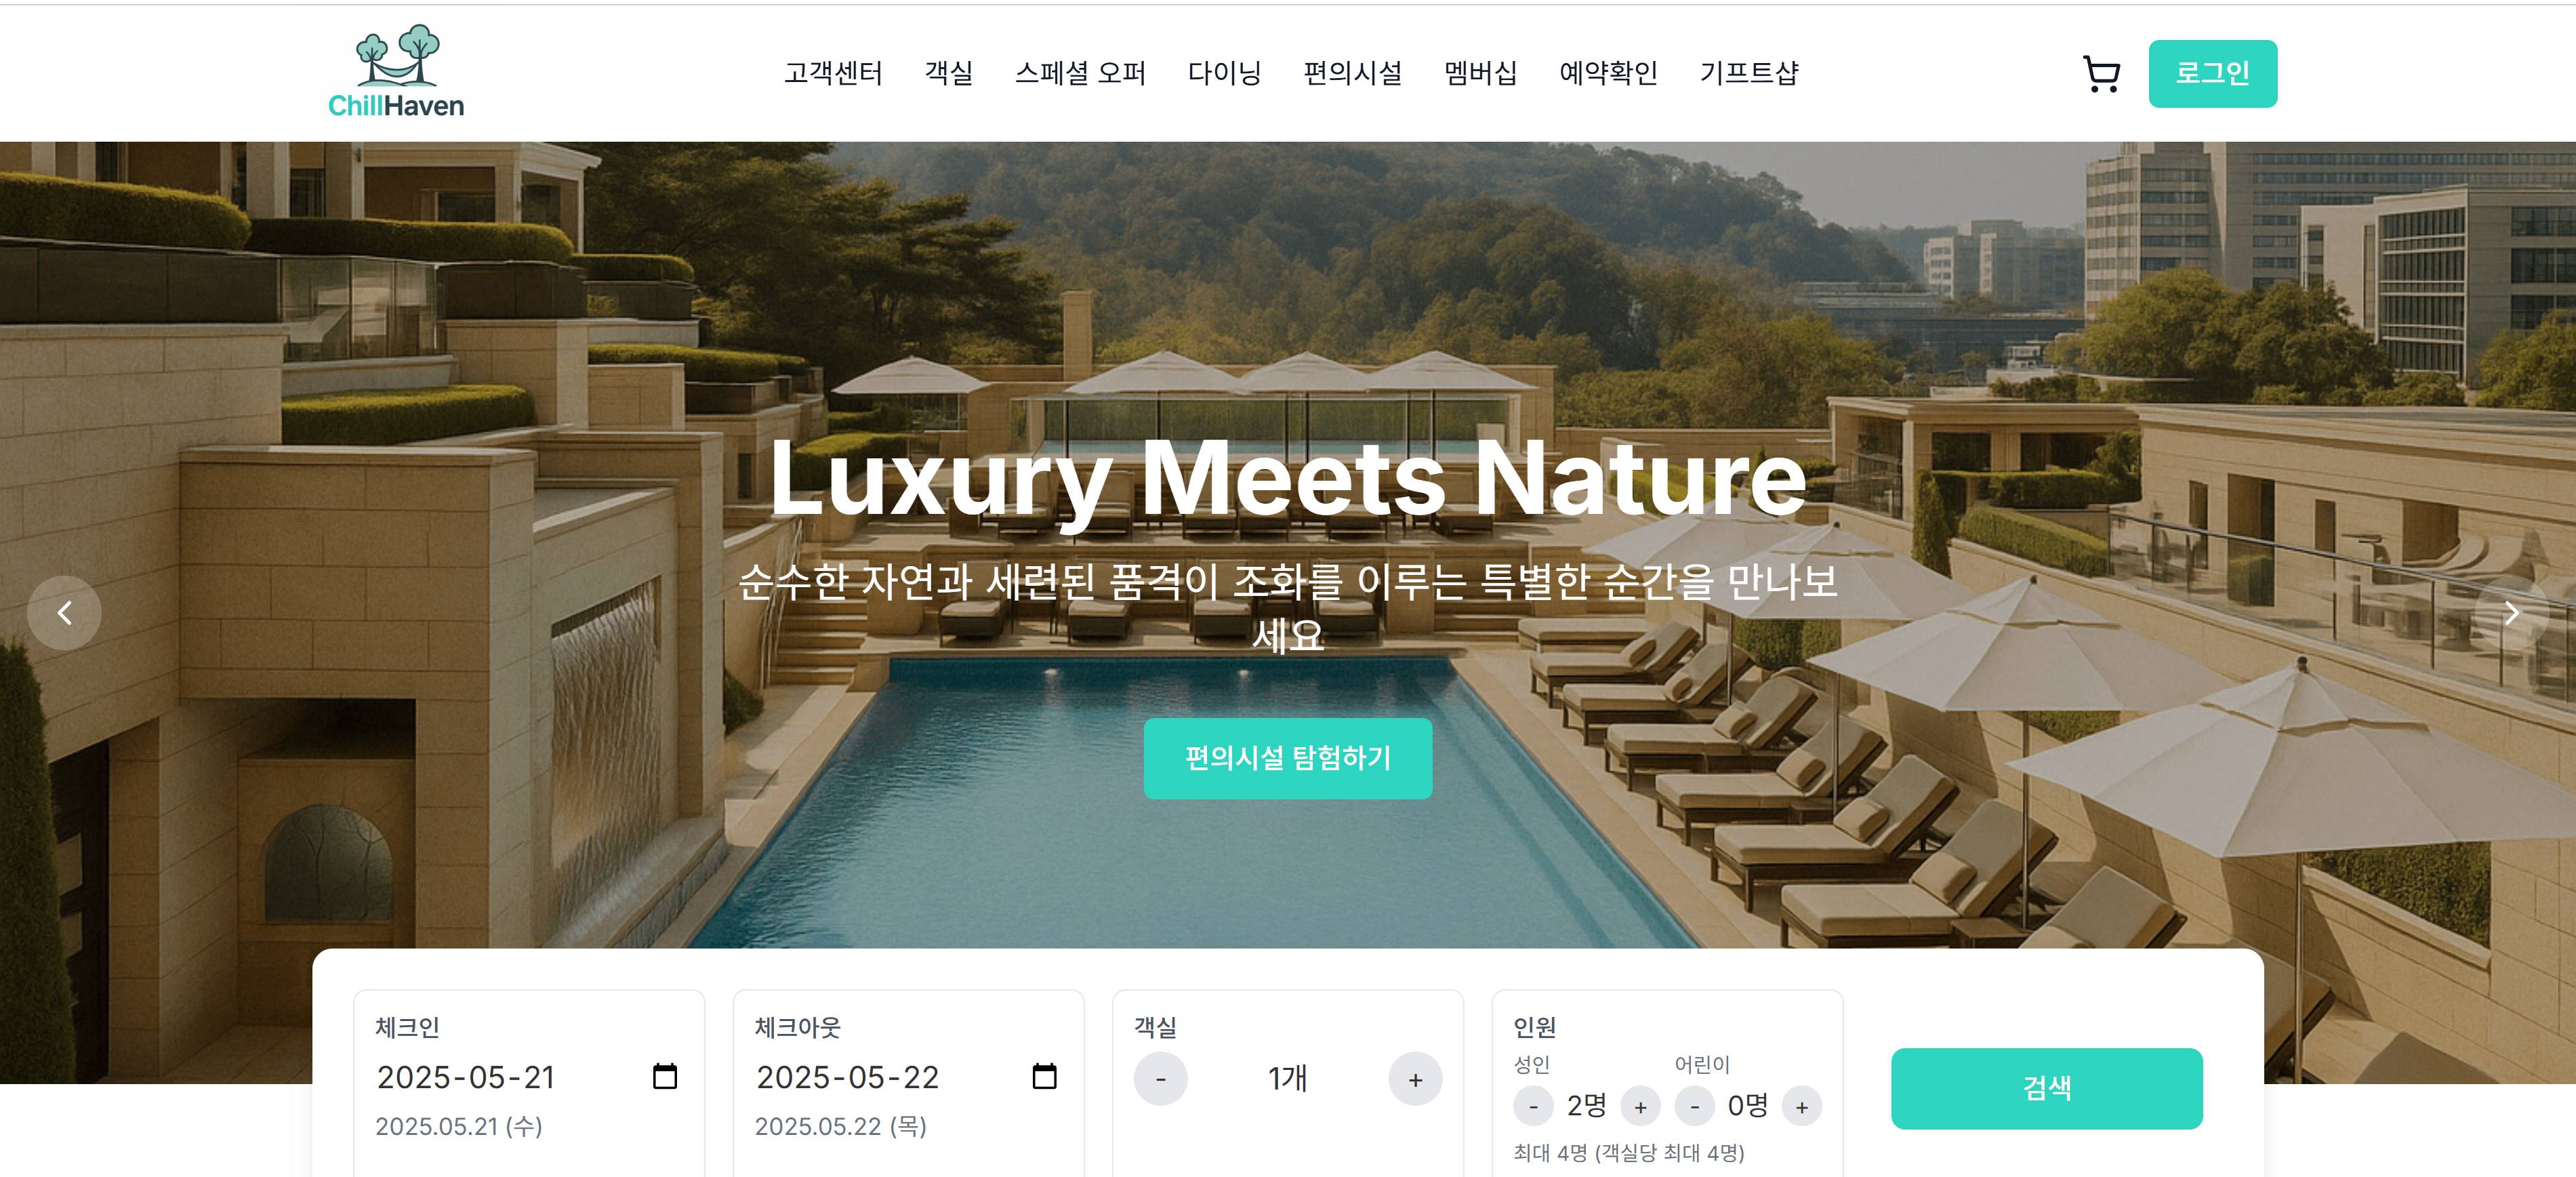 ChillHaven
고객센터 객실 스페셜 오퍼 다이닝 편의시설 멤버십 예약확인 기프트샵
로그인
Luxury Meets Nature
순수한 자연과 세련된 품격이 조화를 이루는 특별한 순간을 만나보
세요
편의시설 탐험하기
체크인
2025-05-21
2025.05.21 (수)
체크아웃
2025-05-22
2025.05.22 (목)
객실
- 1개 +
인원
성인 어린이
- 2명 + - 0명 +
최대 4명 (객실당 최대 4명)
검색